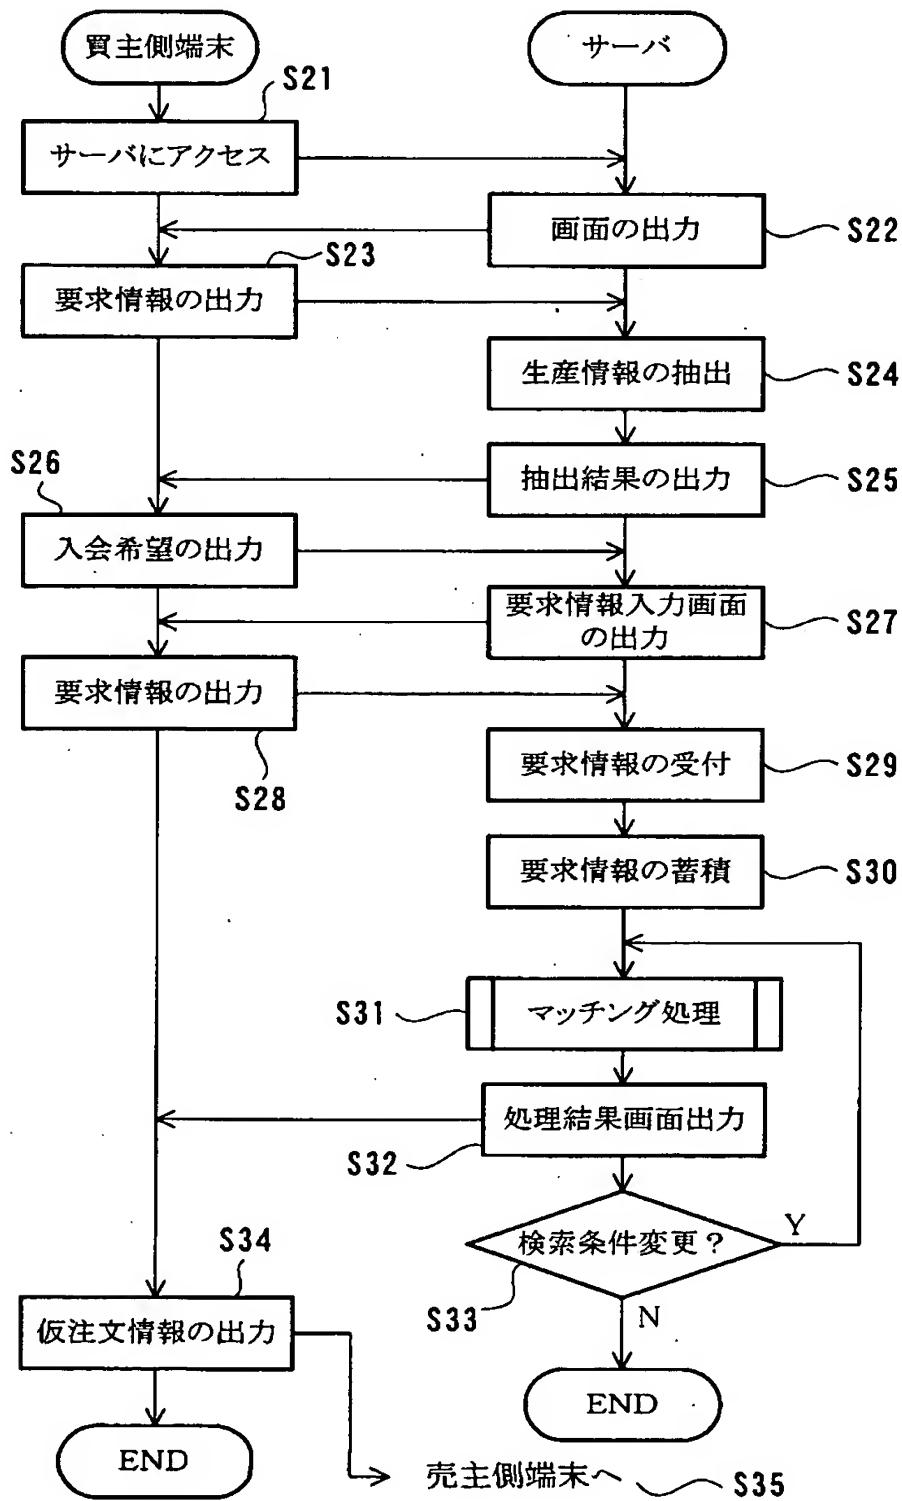 買主側端末
サーバ
S21
サーバにアクセス
画面の出力
S22
S23
要求情報の出力
生産情報の抽出
S24
抽出結果の出力
S25
S26
入会希望の出力
要求情報入力画面
の出力
S27
要求情報の出力
S28
要求情報の受付
S29
要求情報の蓄積
S30
S31
マッチング処理
処理結果画面出力
S32
検索条件変更?
Y
S33
N
S34
仮注文情報の出力
END
END
売主側端末へ
S35